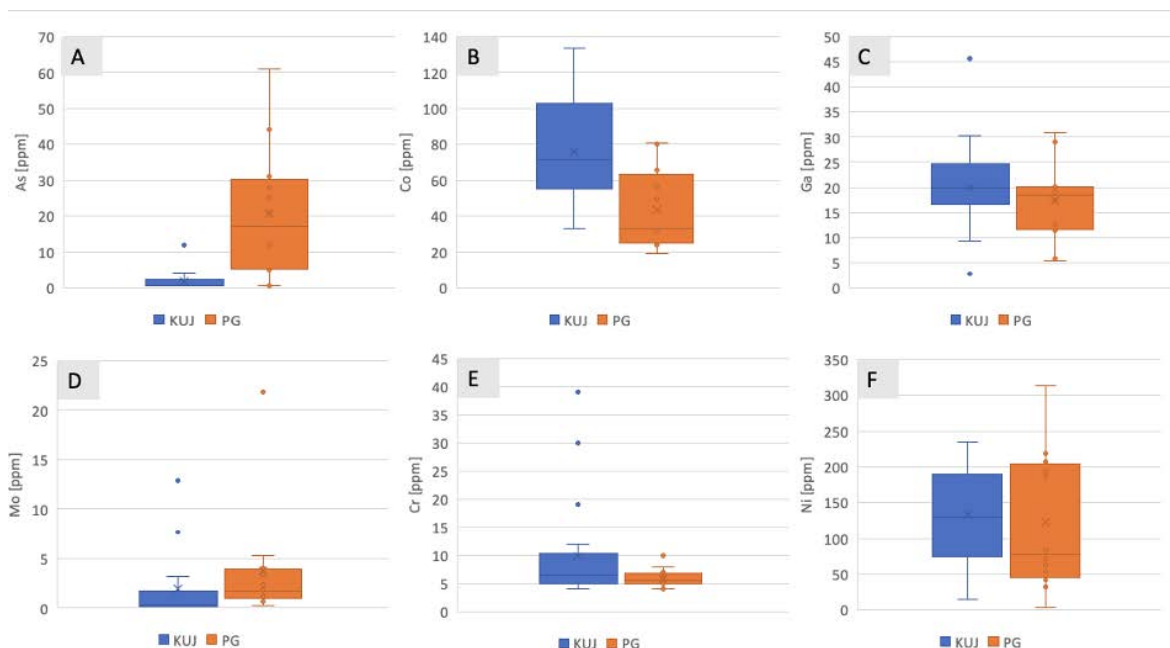 A
As [ppm]
70
60
50
40
30
20
10
0
KUJ PG
B
Co [ppm]
140
120
100
80
60
40
20
0
KUJ PG
C
Ga [ppm]
50
45
40
35
30
25
20
15
10
5
0
KUJ PG
D
Mo [ppm]
25
20
15
10
5
0
KUJ PG
E
Cr [ppm]
45
40
35
30
25
20
15
10
5
0
KUJ PG
F
Ni [ppm]
350
300
250
200
150
100
50
0
KUJ PG